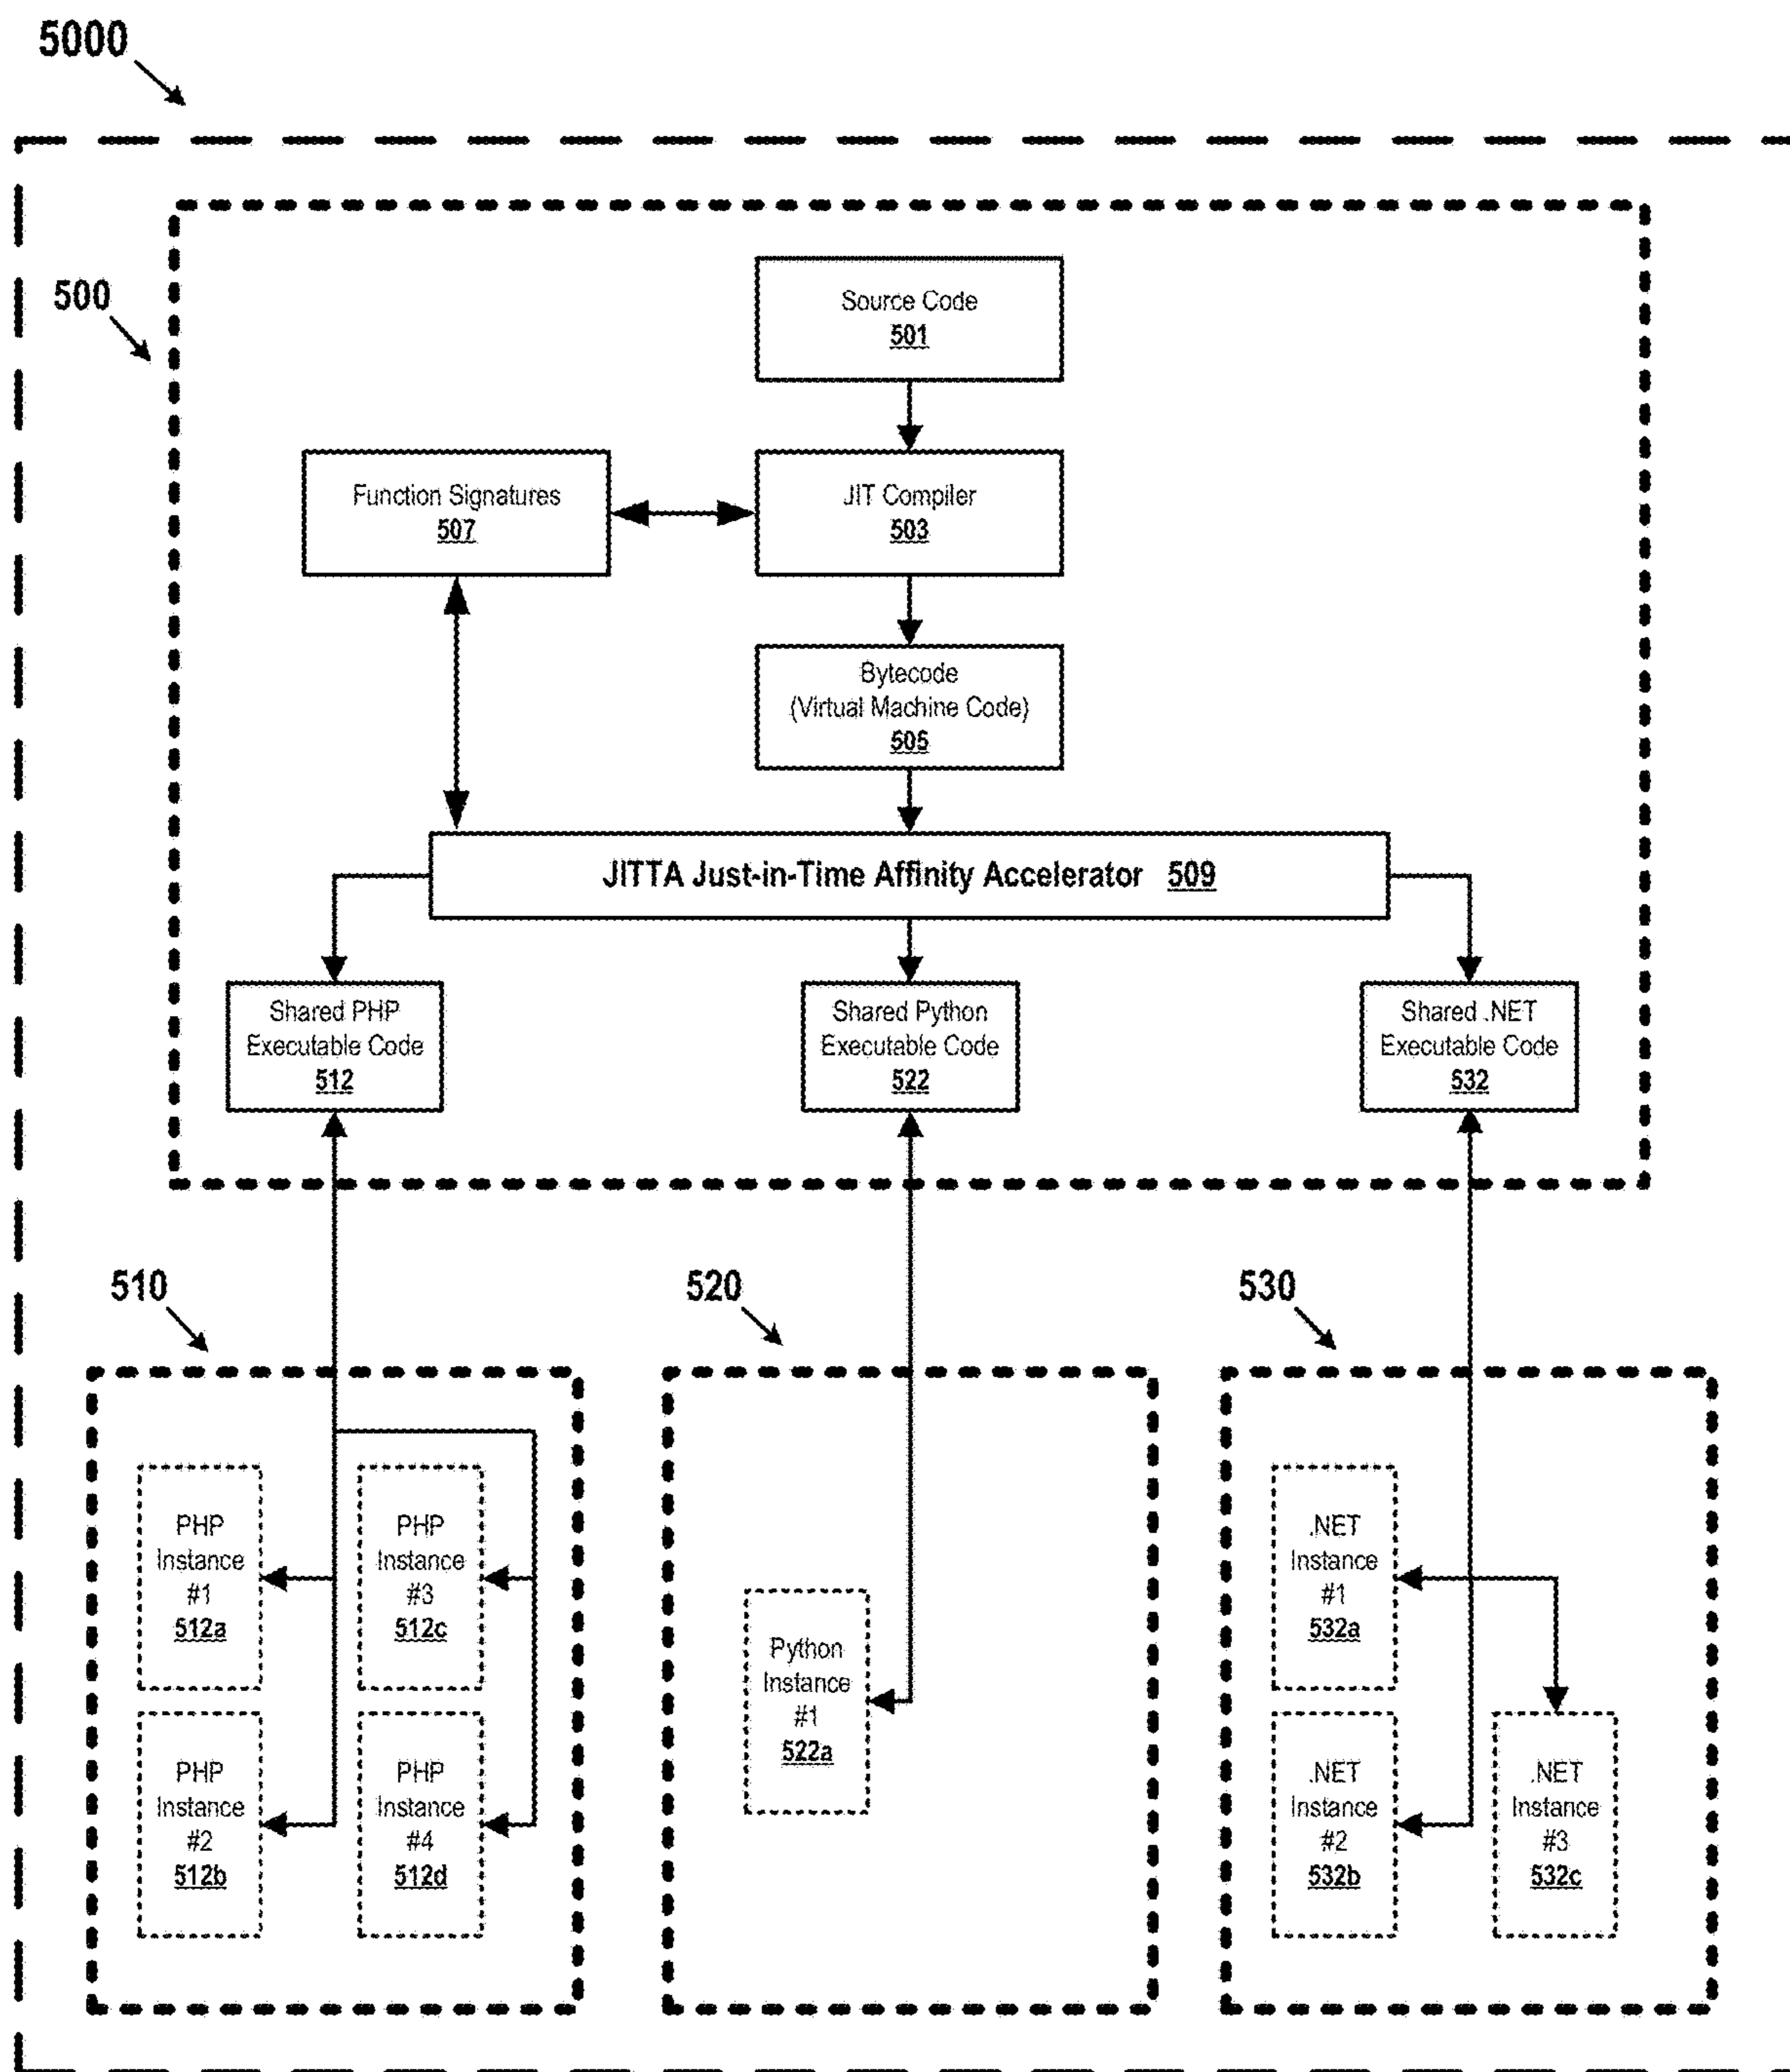 5000
500
Source Code
501
Function Signatures
507
JIT Compiler
503
Bytecode
(Virtual Machine Code)
505
JITTA Just-in-Time Affinity Accelerator 509
Shared PHP
Executable Code
512
Shared Python
Executable Code
522
Shared .NET
Executable Code
532
510
520
530
PHP
Instance
#1
512a
PHP
Instance
#3
512c
PHP
Instance
#2
512b
PHP
Instance
#4
512d
Python
Instance
#1
522a
.NET
Instance
#1
532a
.NET
Instance
#2
532b
.NET
Instance
#3
532c